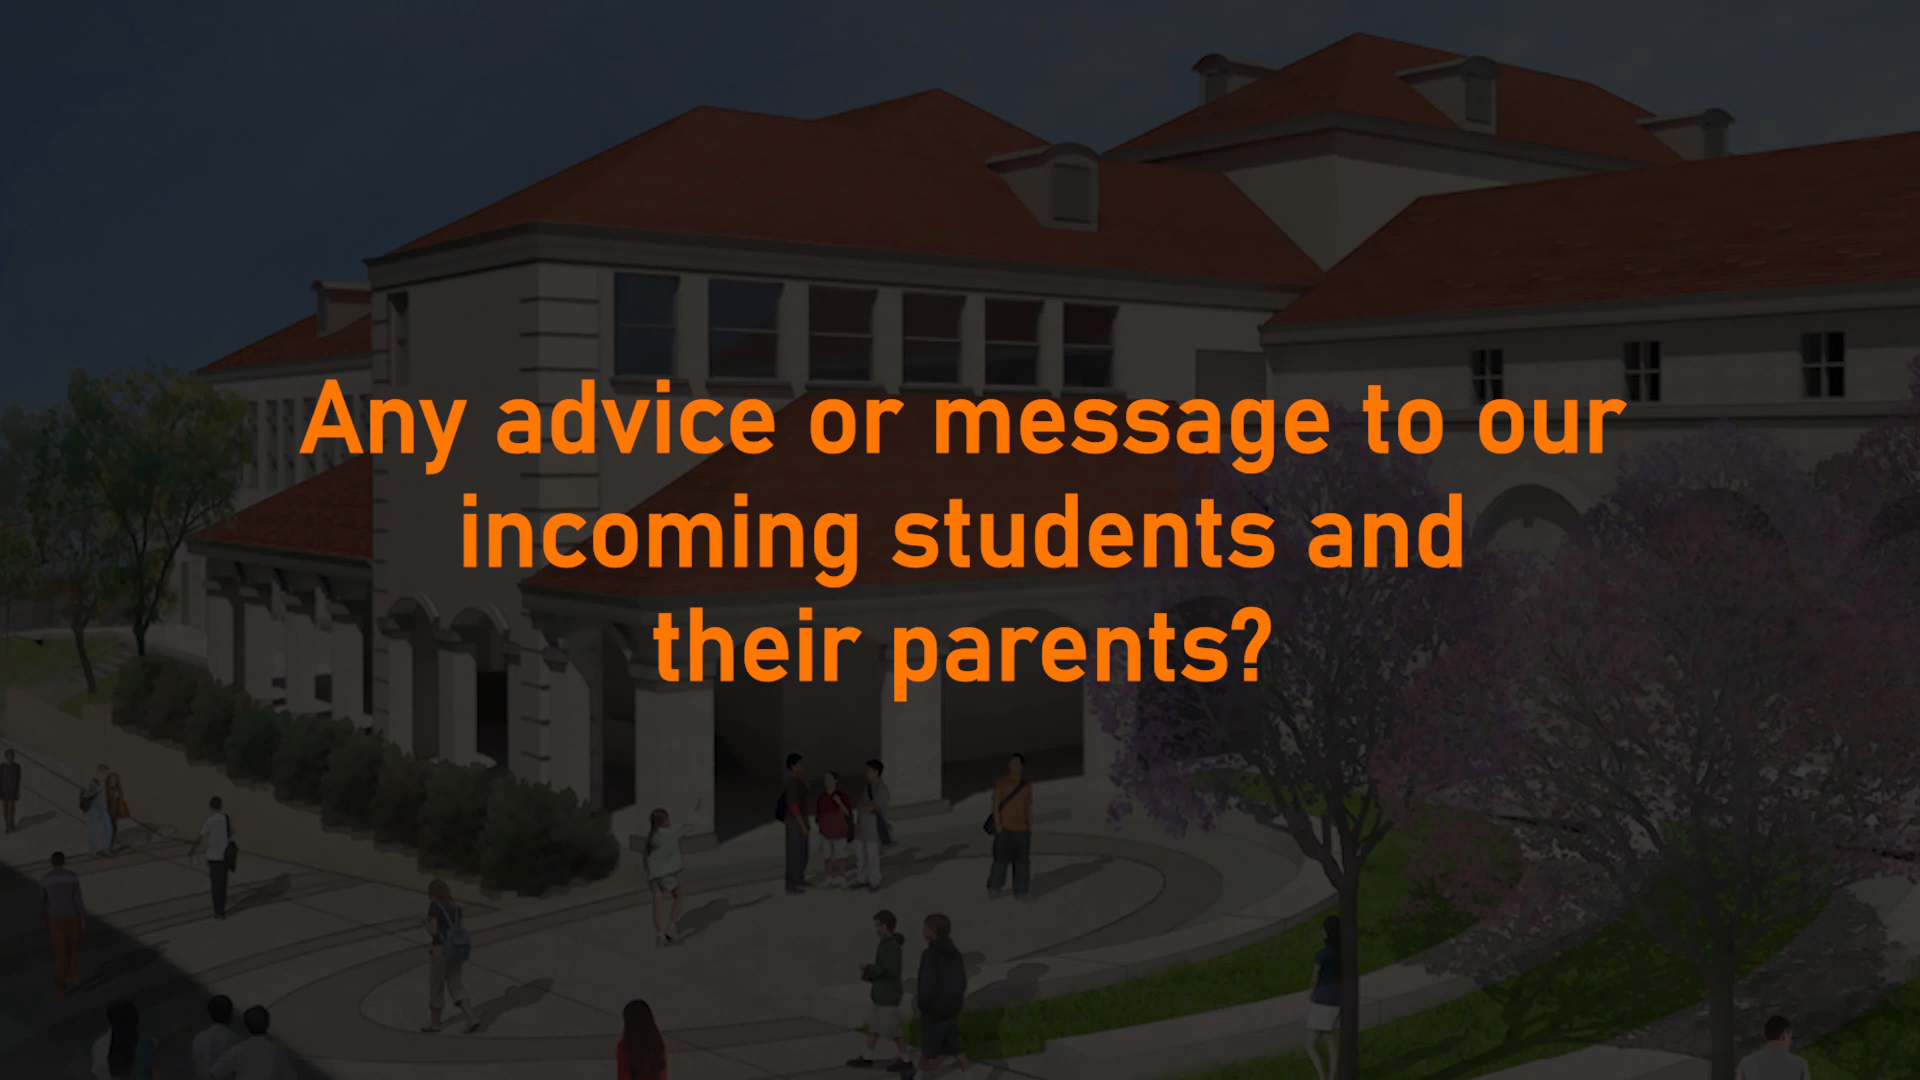 Any advice or message to our
incoming students and
their parents?